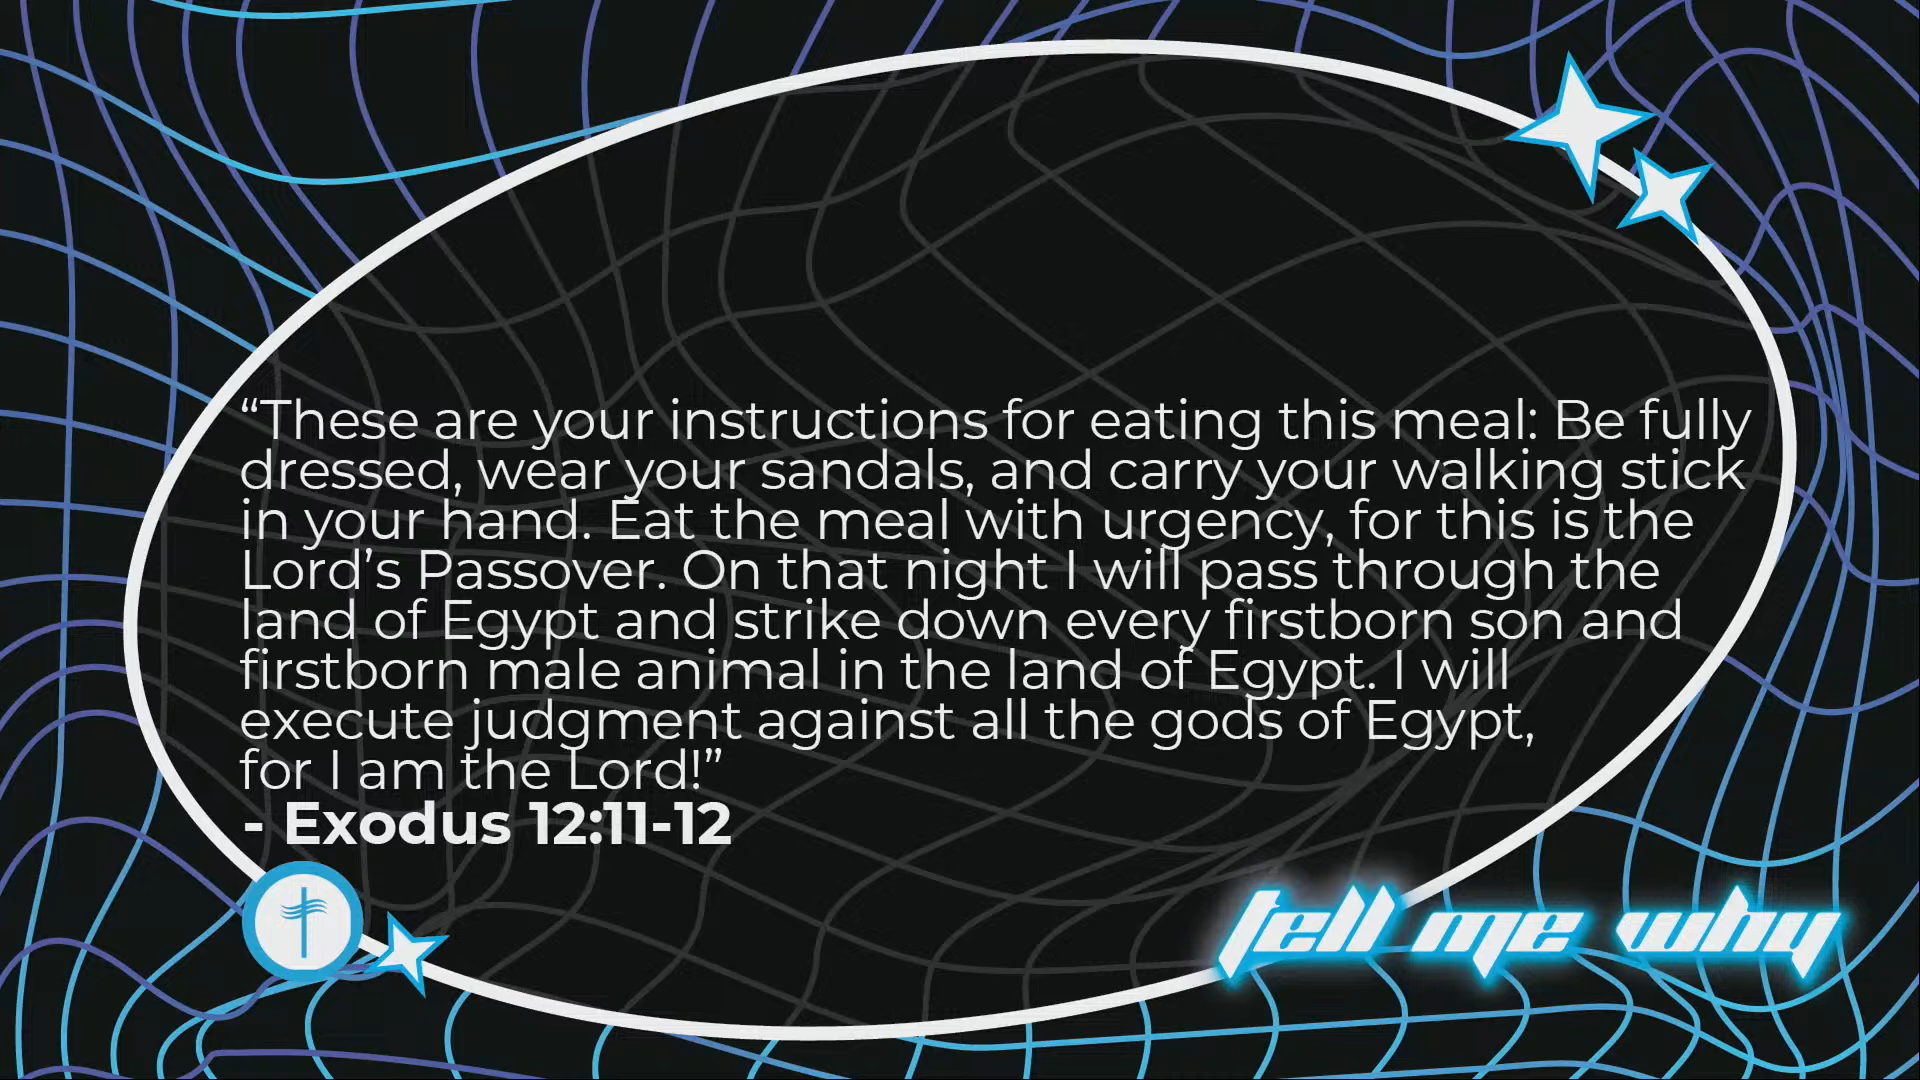 “These are your instructions for eating this meal: Be fully
dressed, wear your sandals, and carry your walking stick
in your hand. Eat the meal with urgency, for this is the
Lord’s Passover. On that night I will pass through the
land of Egypt and strike down every firstborn son and
firstborn male animal in the land of Egypt. I will
execute judgment against all the gods of Egypt,
for I am the Lord!”
- Exodus 12:11-12
tell me why